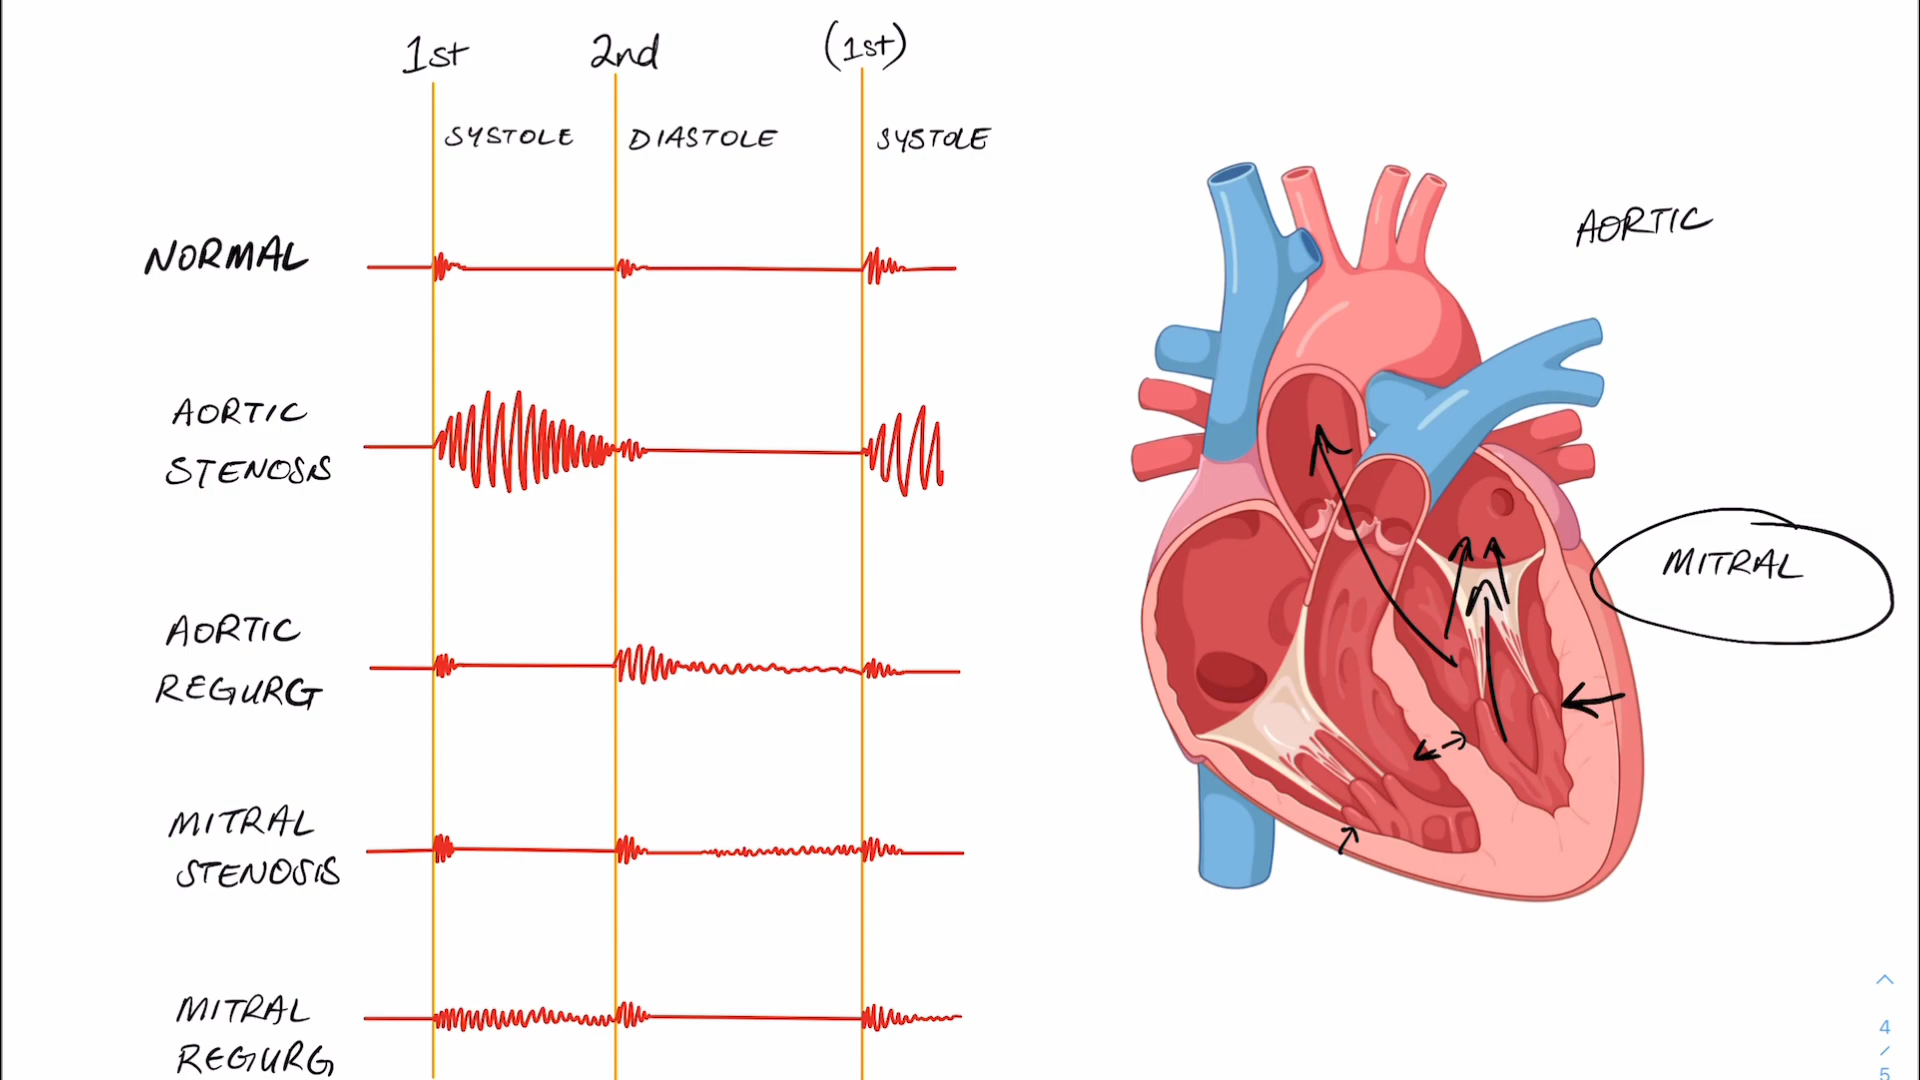 1st 2nd (1st)
SYSTOLE DIASTOLE SYSTOLE
NORMAL
AORTIC
STENOSIS
AORTIC
REGURG
MITRAL
STENOSIS
MITRAL
REGURG
AORTIC
MITRAL
4
/
5